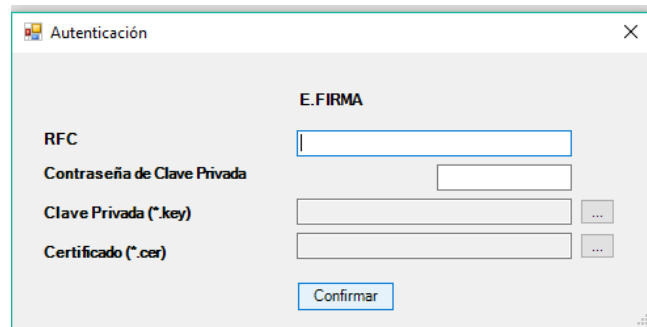 Autenticación
E.FIRMA
RFC
Contraseña de Clave Privada
Clave Privada (*.key)
...
Certificado (*.cer)
...
Confirmar